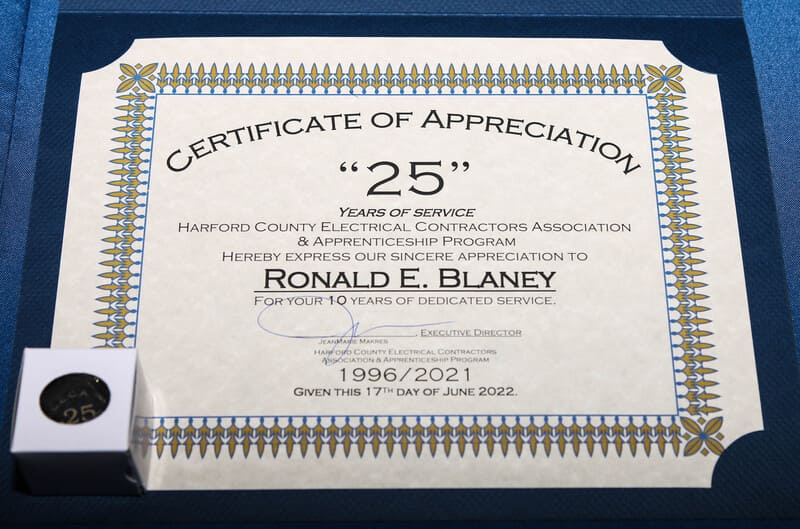 CERTIFICATE OF APPRECIATION
“25”
YEARS OF SERVICE
HARFORD COUNTY ELECTRICAL CONTRACTORS ASSOCIATION
& APPRENTICESHIP PROGRAM
HEREBY EXPRESS OUR SINCERE APPRECIATION TO
RONALD E. BLANEY
FOR YOUR 10 YEARS OF DEDICATED SERVICE.
, EXECUTIVE DIRECTOR
JEANMARIE MAKRES
HARFORD COUNTY ELECTRICAL CONTRACTORS
ASSOCIATION & APPRENTICESHIP PROGRAM
1996/2021
GIVEN THIS 17TH DAY OF JUNE 2022.
25